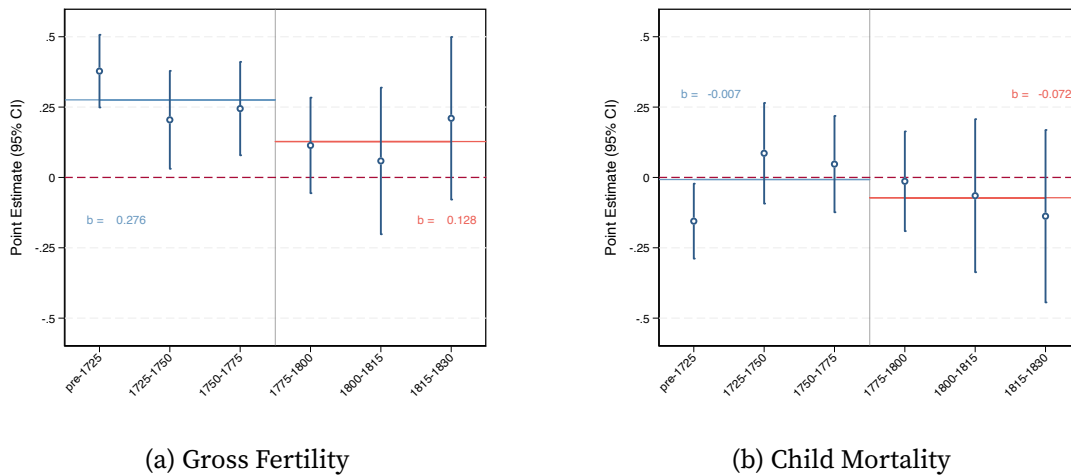 .5
.25
0
-.25
-.5
Point Estimate (95% CI)
b = 0.276
b = 0.128
pre-1725
1725-1750
1750-1775
1775-1800
1800-1815
1815-1830
(a) Gross Fertility
.5
.25
0
-.25
-.5
Point Estimate (95% CI)
b = -0.007
b = -0.072
pre-1725
1725-1750
1750-1775
1775-1800
1800-1815
1815-1830
(b) Child Mortality